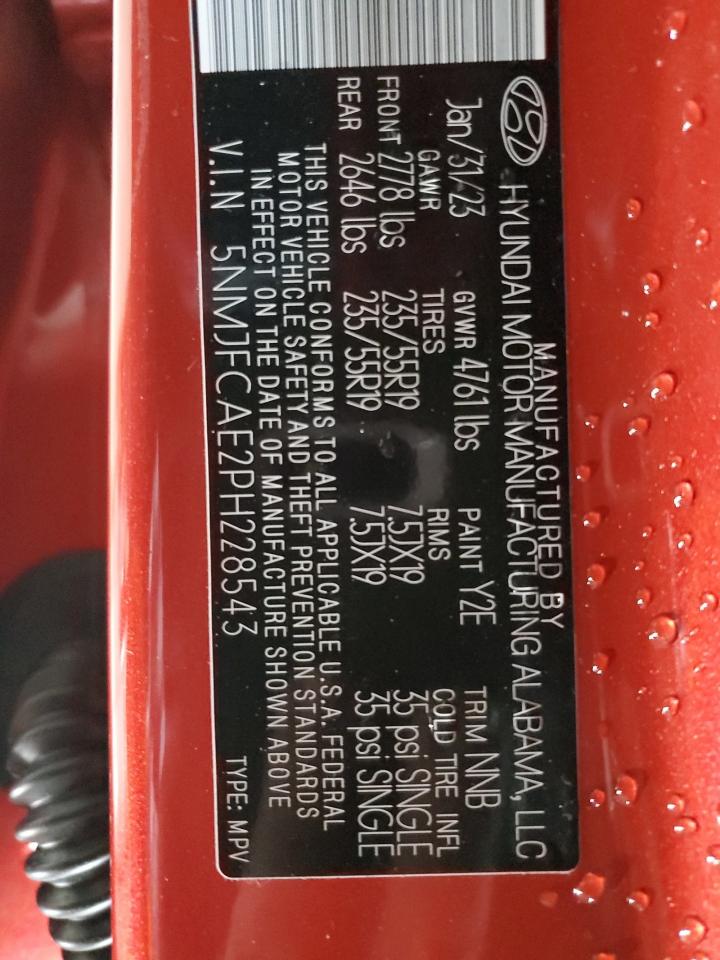 MANUFACTURED BY
HYUNDAI MOTOR MANUFACTURING ALABAMA, LLC
Jan/31/23 GVWR 4761 lbs PAINT Y2E TRIM NNB
GAWR TIRES RIMS COLD TIRE INFL
FRONT 2778 lbs 235/55R19 7.5JX19 35 psi SINGLE
REAR 2646 lbs 235/55R19 7.5JX19 35 psi SINGLE
THIS VEHICLE CONFORMS TO ALL APPLICABLE U.S.A. FEDERAL
MOTOR VEHICLE SAFETY AND THEFT PREVENTION STANDARDS
IN EFFECT ON THE DATE OF MANUFACTURE SHOWN ABOVE
V.I.N 5NMJFCAE2PH228543 TYPE: MPV